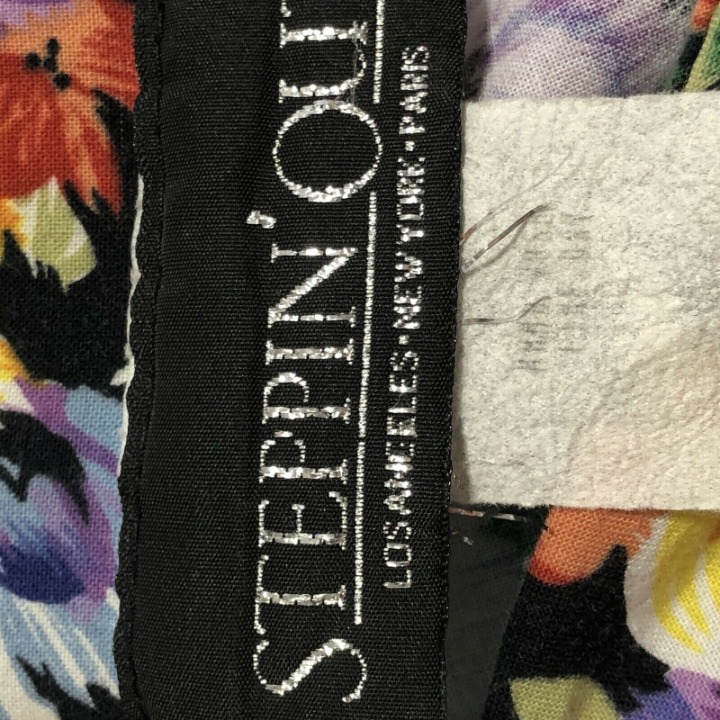 STEPPIN' OUT
LOS ANGELES · NEW YORK · PARIS